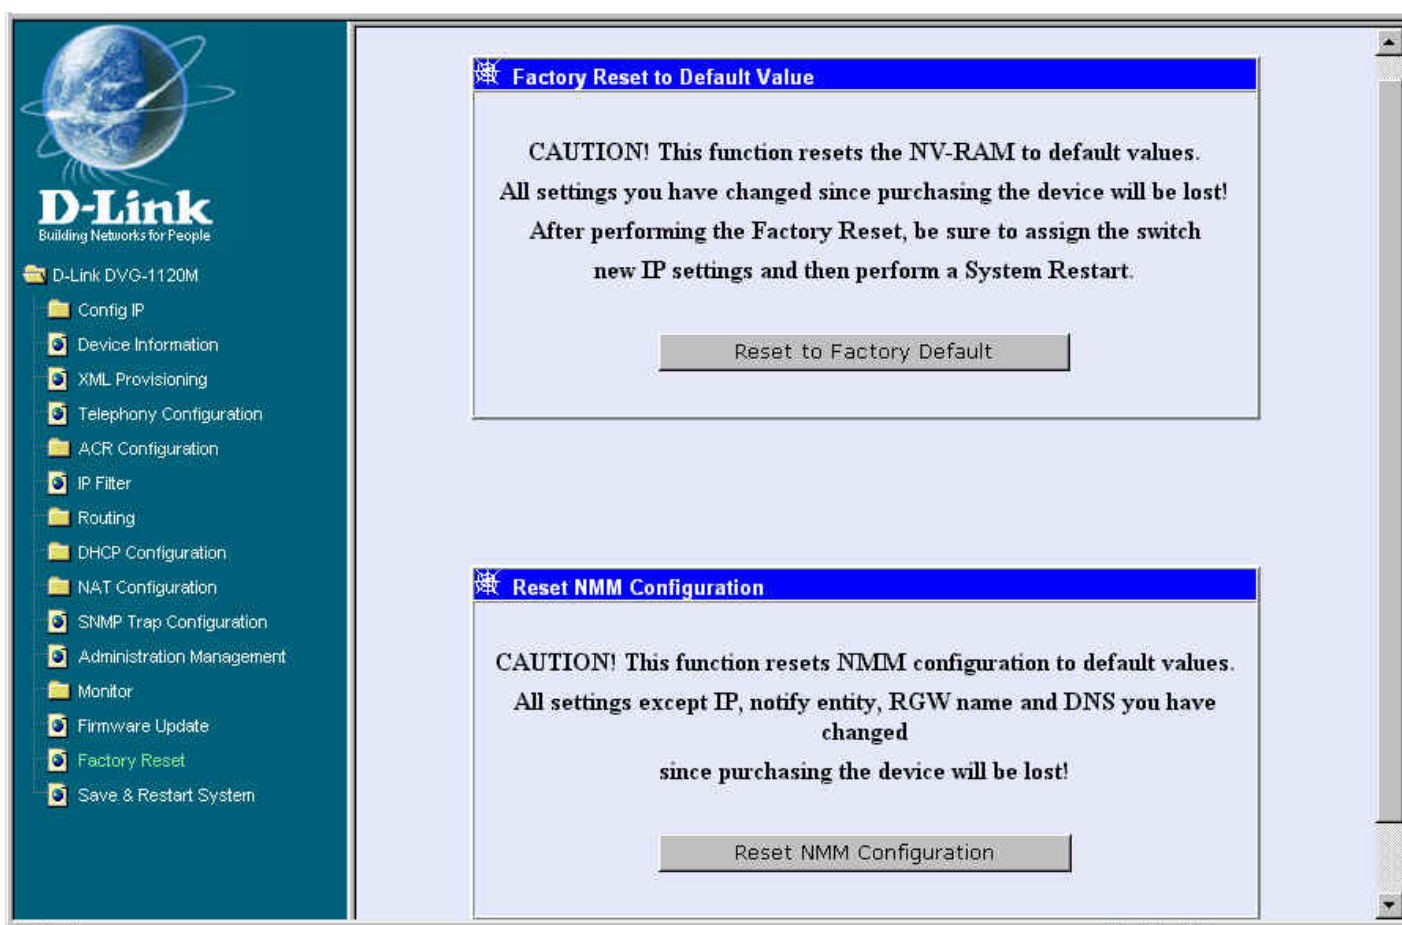 D-Link
Building Networks for People
D-Link DVG-1120M
Config IP
Device Information
XML Provisioning
Telephony Configuration
ACR Configuration
IP Filter
Routing
DHCP Configuration
NAT Configuration
SNMP Trap Configuration
Administration Management
Monitor
Firmware Update
Factory Reset
Save & Restart System
Factory Reset to Default Value
CAUTION! This function resets the NV-RAM to default values.
All settings you have changed since purchasing the device will be lost!
After performing the Factory Reset, be sure to assign the switch
new IP settings and then perform a System Restart.
Reset to Factory Default
Reset NMM Configuration
CAUTION! This function resets NMM configuration to default values.
All settings except IP, notify entity, RGW name and DNS you have
changed
since purchasing the device will be lost!
Reset NMM Configuration